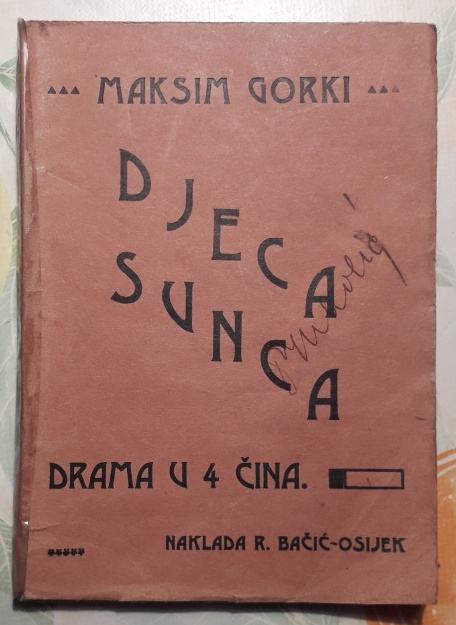 MAKSIM GORKI
DJECA
SUNCA
DRAMA U 4 ČINA.
NAKLADA R. BAČIĆ-OSIJEK